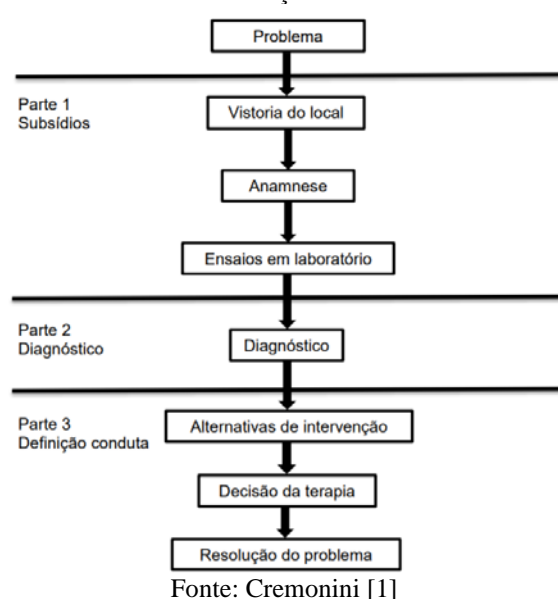 Problema
Parte 1
Subsídios
Vistoria do local
Anamnese
Ensaios em laboratório
Parte 2
Diagnóstico
Diagnóstico
Parte 3
Definição conduta
Alternativas de intervenção
Decisão da terapia
Resolução do problema
Fonte: Cremonini [1]